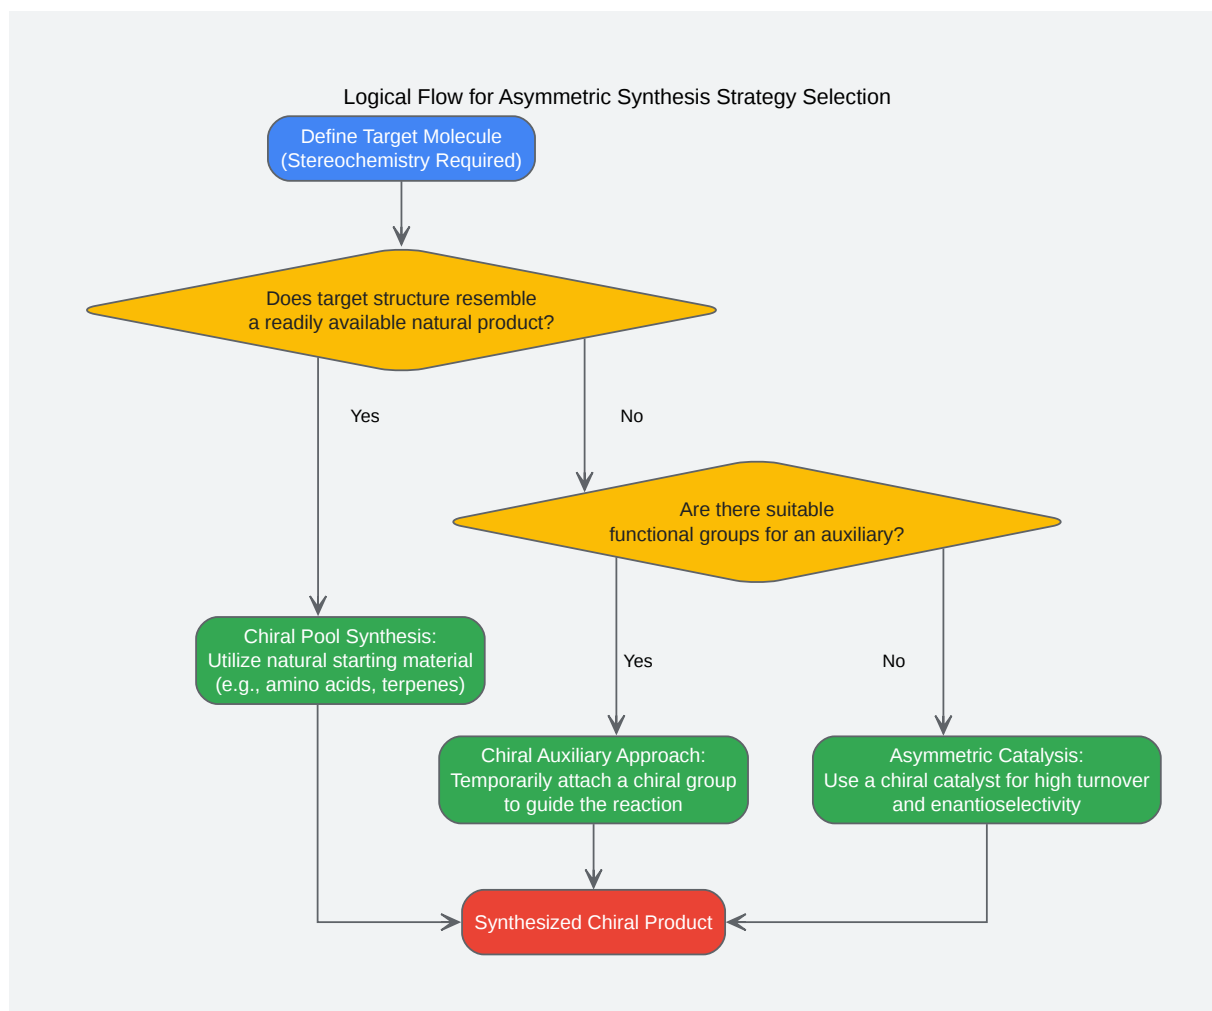 Logical Flow for Asymmetric Synthesis Strategy Selection
Define Target Molecule
(Stereochemistry Required)
Does target structure resemble
a readily available natural product?
Yes
No
Are there suitable
functional groups for an auxiliary?
Chiral Pool Synthesis:
Utilize natural starting material
(e.g., amino acids, terpenes)
Yes
No
Chiral Auxiliary Approach:
Temporarily attach a chiral group
to guide the reaction
Asymmetric Catalysis:
Use a chiral catalyst for high turnover
and enantioselectivity
Synthesized Chiral Product